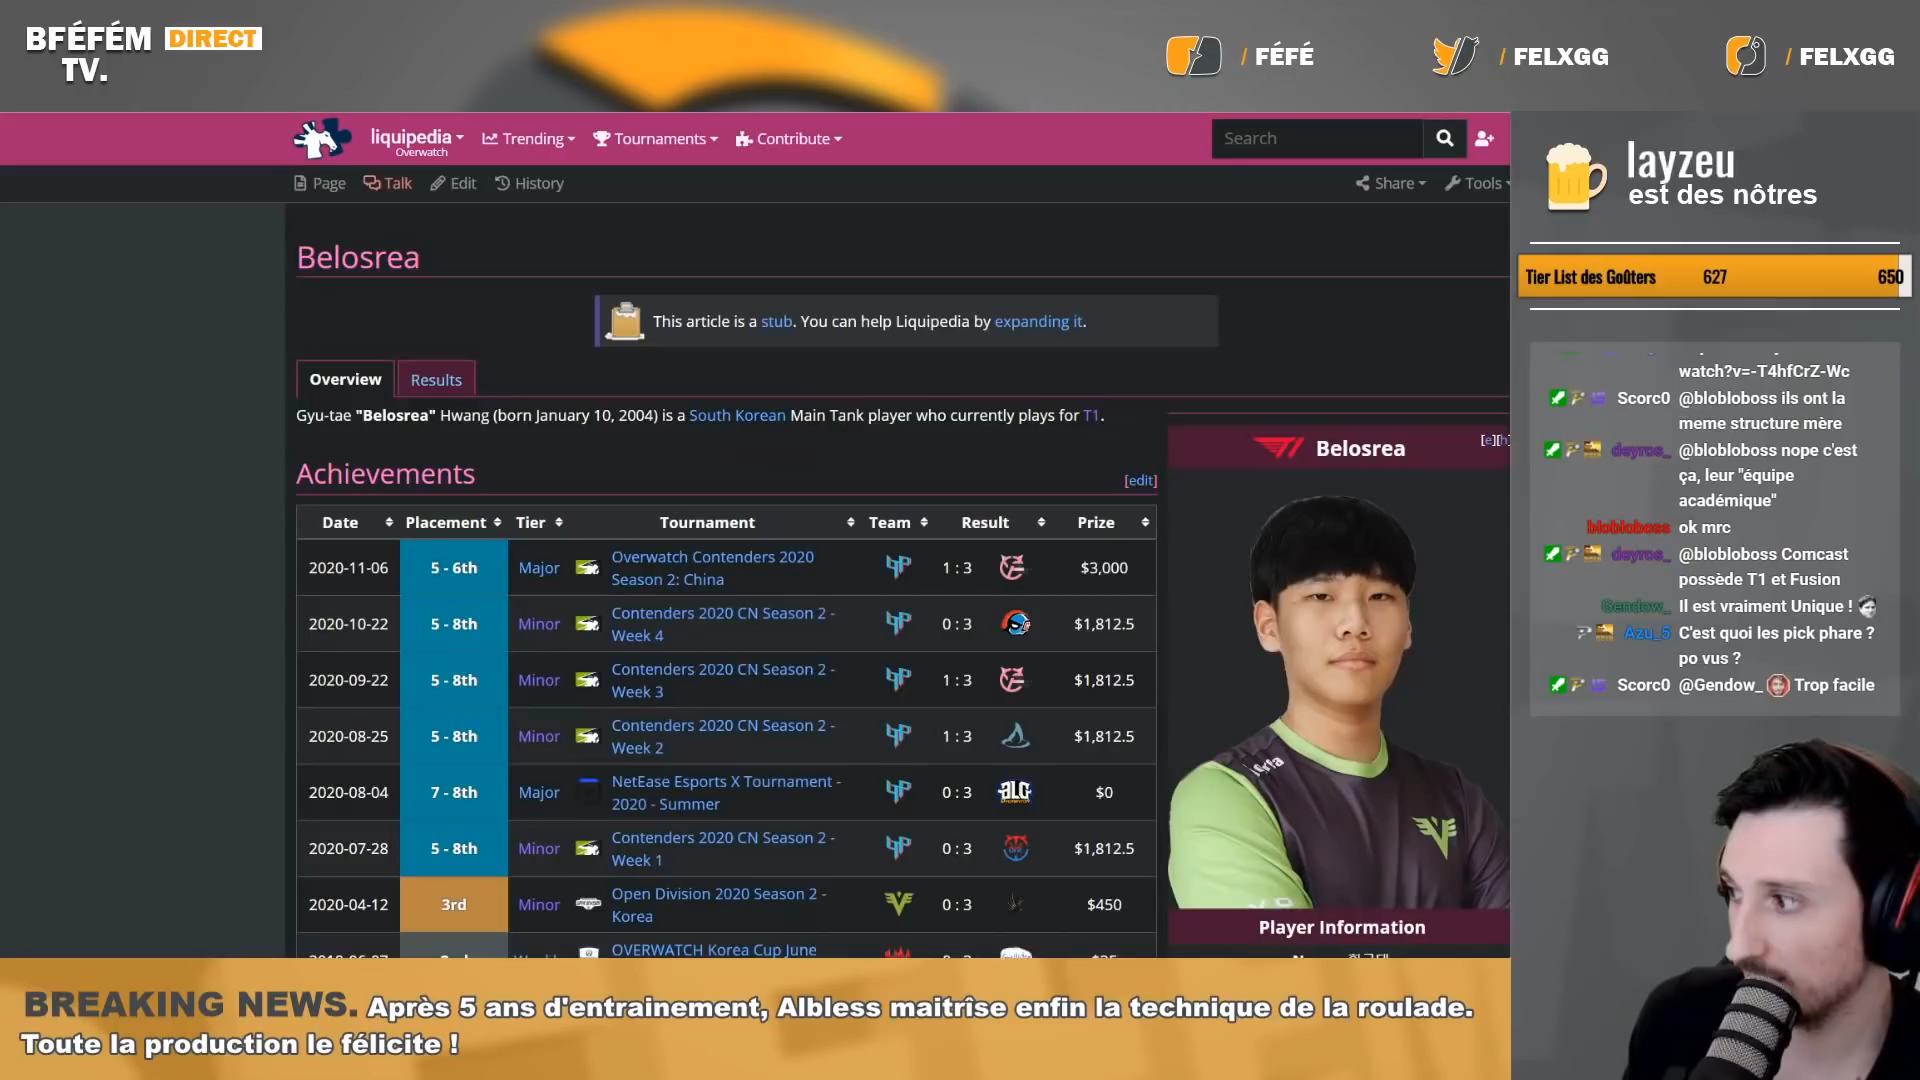 BFÉFÉM DIRECT
TV.
/ FÉFÉ
/ FELXGG
/ FELXGG
liquipedia
Overwatch
Trending
Tournaments
Contribute
Search
Page
Talk
Edit
History
Share
Tools
Belosrea
This article is a stub. You can help Liquipedia by expanding it.
Overview
Results
Gyu-tae "Belosrea" Hwang (born January 10, 2004) is a South Korean Main Tank player who currently plays for T1.
Achievements
[edit]
Date Placement Tier Tournament Team Result Prize
2020-11-06 5 - 6th Major Overwatch Contenders 2020 Season 2: China 1 : 3 $3,000
2020-10-22 5 - 8th Minor Contenders 2020 CN Season 2 - Week 4 0 : 3 $1,812.5
2020-09-22 5 - 8th Minor Contenders 2020 CN Season 2 - Week 3 1 : 3 $1,812.5
2020-08-25 5 - 8th Minor Contenders 2020 CN Season 2 - Week 2 1 : 3 $1,812.5
2020-08-04 7 - 8th Major NetEase Esports X Tournament - 2020 - Summer 0 : 3 $0
2020-07-28 5 - 8th Minor Contenders 2020 CN Season 2 - Week 1 0 : 3 $1,812.5
2020-04-12 3rd Minor Open Division 2020 Season 2 - Korea 0 : 3 $450
OVERWATCH Korea Cup June
Belosrea
[e][h]
Player Information
layzeu
est des nôtres
Tier List des Goûters 627 650
watch?v=-T4hfCrZ-Wc
Scorc0 @blobloboss ils ont la
meme structure mère
deyros_ @blobloboss nope c'est
ça, leur "équipe
académique"
blobloboss ok mrc
deyros_ @blobloboss Comcast
possède T1 et Fusion
Gendow_ Il est vraiment Unique !
Azu_5 C'est quoi les pick phare ?
po vus ?
Scorc0 @Gendow_ Trop facile
BREAKING NEWS. Après 5 ans d'entrainement, Albless maitrîse enfin la technique de la roulade.
Toute la production le félicite !